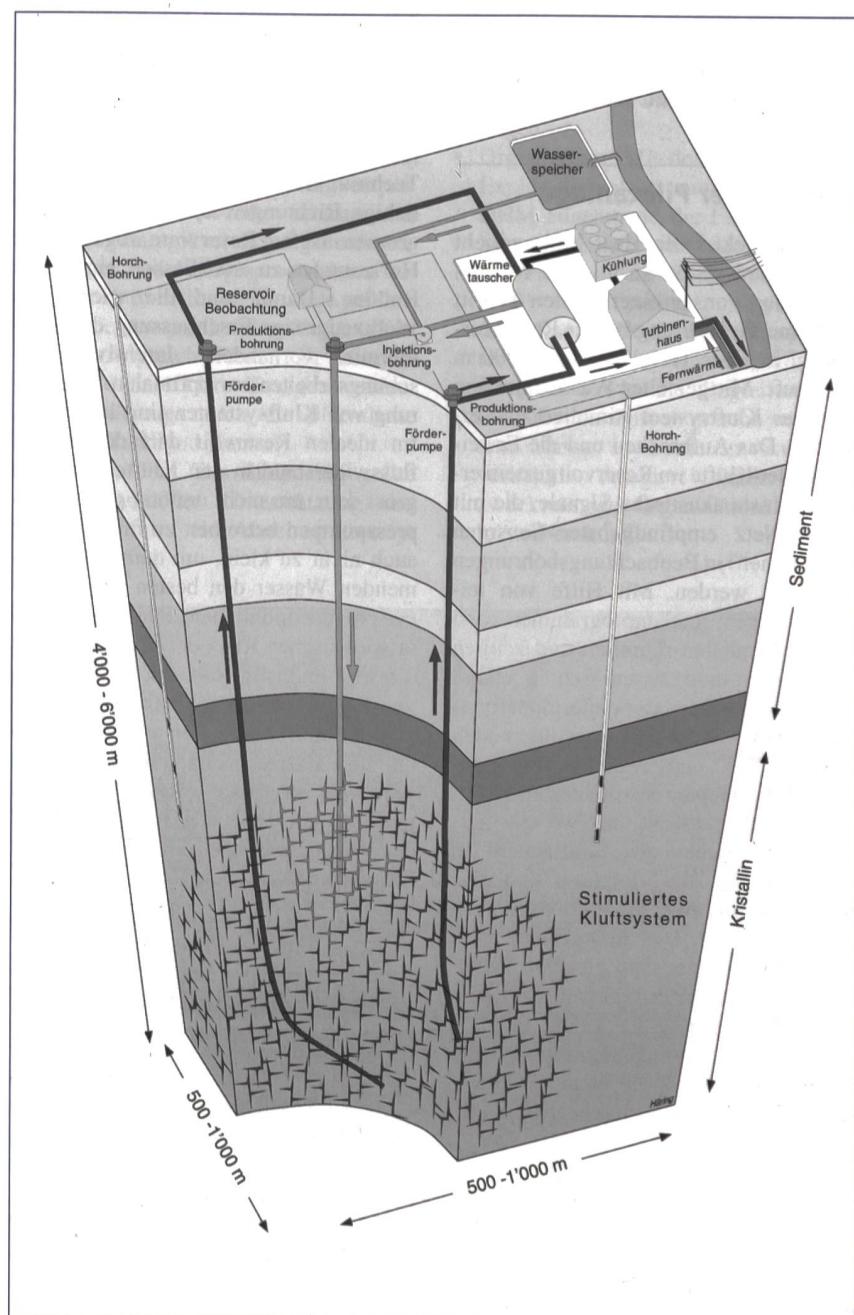 Wasser-
speicher
Horch-
Bohrung
Reservoir
Beobachtung
Wärme
tauscher
Kühlung
Produktions-
bohrung
Injektions-
bohrung
Turbinen-
haus
Fernwärme
Förder-
pumpe
Produktions-
bohrung
Förder-
pumpe
Horch-
Bohrung
Sediment
4'000 - 6'000 m
Stimuliertes
Kluftsystem
Kristallin
Häring
500 -1'000 m
500 -1'000 m